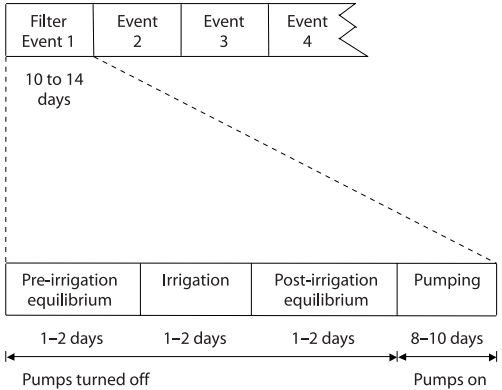 Filter Event Event Event
Event 1 2 3 4
10 to 14
days
Pre-irrigation Irrigation Post-irrigation Pumping
equilibrium equilibrium
1–2 days 1–2 days 1–2 days 8–10 days
Pumps turned off Pumps on